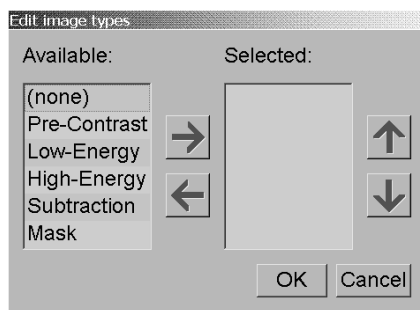 Edit image types
Available:
Selected:
(none)
Pre-Contrast
Low-Energy
High-Energy
Subtraction
Mask
OK
Cancel